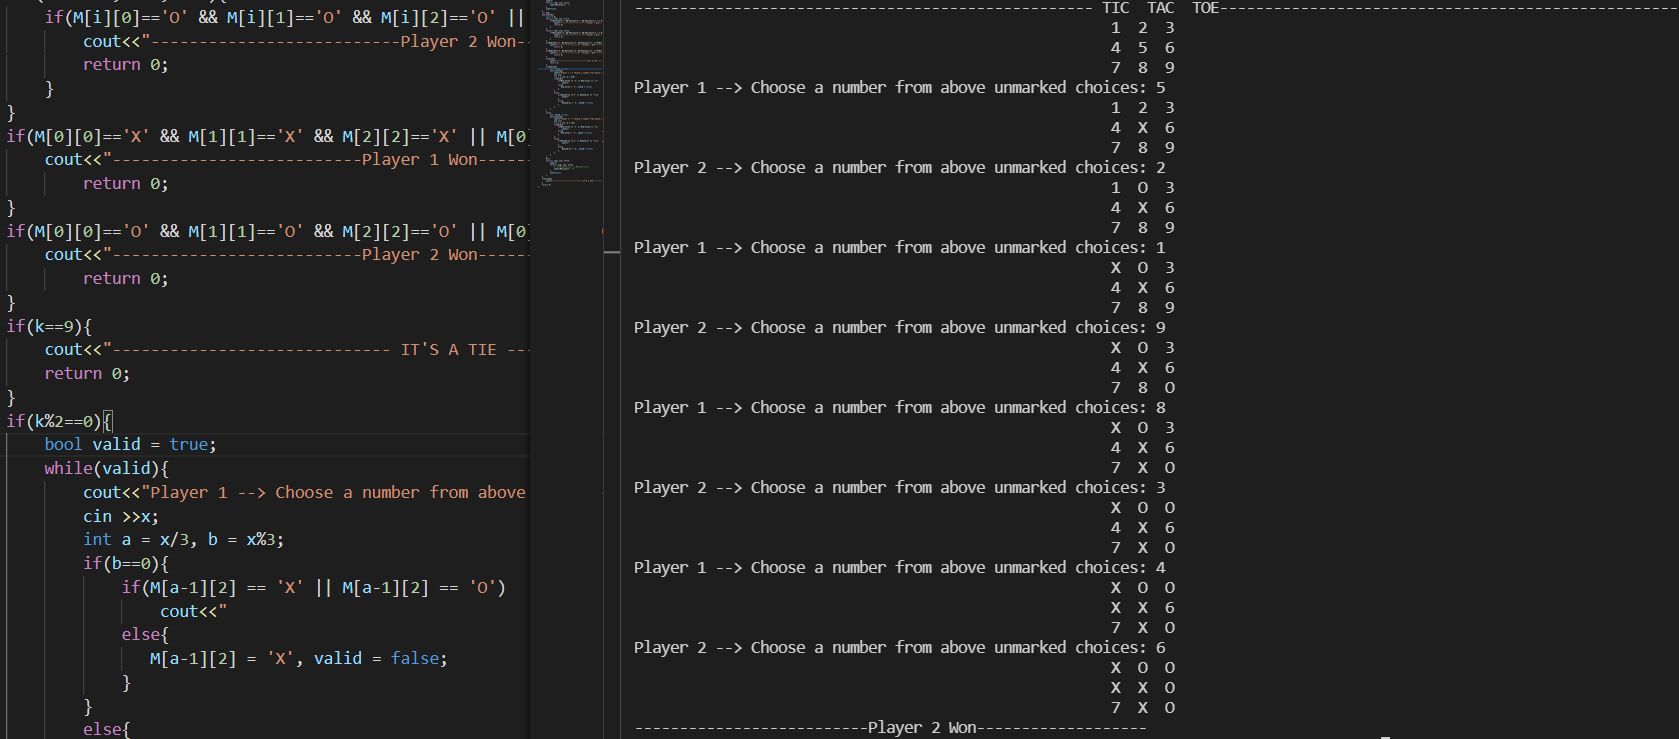 if(M[i][0]=='O' && M[i][1]=='O' && M[i][2]=='O' ||
cout<<"--------------------------Player 2 Won-
return 0;
}
}
if(M[0][0]=='X' && M[1][1]=='X' && M[2][2]=='X' || M[0]
cout<<"--------------------------Player 1 Won-----
return 0;
}
if(M[0][0]=='O' && M[1][1]=='O' && M[2][2]=='O' || M[0]
cout<<"--------------------------Player 2 Won-----
return 0;
}
if(k==9){
cout<<"----------------------------- IT'S A TIE --
return 0;
}
if(k%2==0){
bool valid = true;
while(valid){
cout<<"Player 1 --> Choose a number from above
cin >>x;
int a = x/3, b = x%3;
if(b==0){
if(M[a-1][2] == 'X' || M[a-1][2] == 'O')
cout<<"
else{
M[a-1][2] = 'X', valid = false;
}
}
else{
--------------------------------------------------- TIC  TAC  TOE---------------------------------------------------
1 2 3
4 5 6
7 8 9
Player 1 --> Choose a number from above unmarked choices: 5
1 2 3
4 X 6
7 8 9
Player 2 --> Choose a number from above unmarked choices: 2
1 O 3
4 X 6
7 8 9
Player 1 --> Choose a number from above unmarked choices: 1
X O 3
4 X 6
7 8 9
Player 2 --> Choose a number from above unmarked choices: 9
X O 3
4 X 6
7 8 O
Player 1 --> Choose a number from above unmarked choices: 8
X O 3
4 X 6
7 X O
Player 2 --> Choose a number from above unmarked choices: 3
X O O
4 X 6
7 X O
Player 1 --> Choose a number from above unmarked choices: 4
X O O
X X 6
7 X O
Player 2 --> Choose a number from above unmarked choices: 6
X O O
X X O
7 X O
--------------------------Player 2 Won-------------------